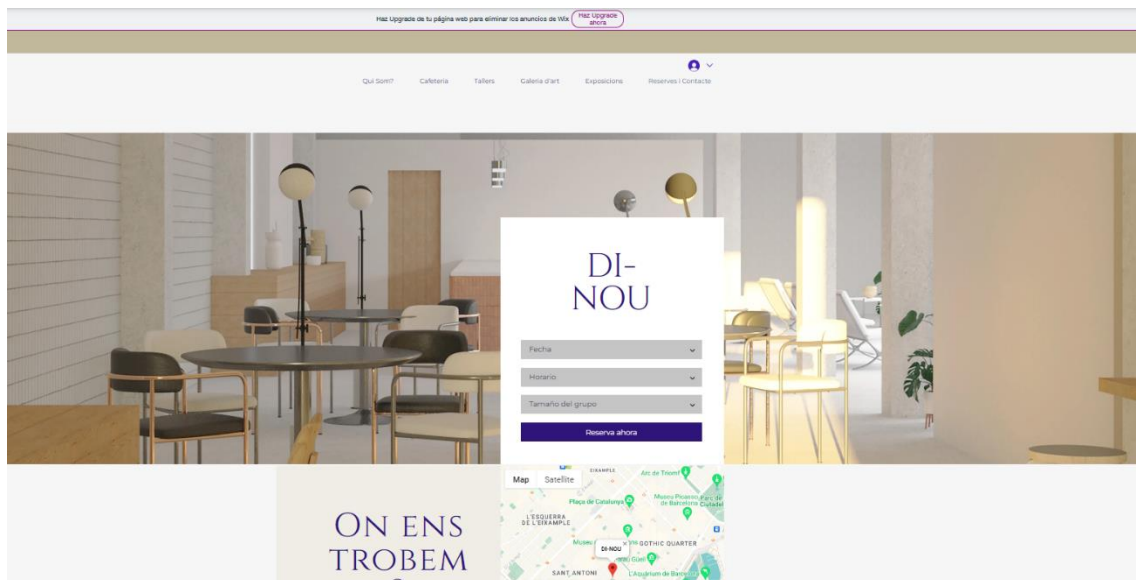 Haz Upgrade de tu página web para eliminar los anuncios de Wix
Haz Upgrade
ahora
Qui Som?
Cafeteria
Tallers
Galeria d'art
Exposicions
Reserves i Contacte
DI-
NOU
Fecha
Horario
Tamaño del grupo
Reserva ahora
ON ENS
TROBEM
Map
Satellite
EIXAMPLE
Arc de Triomf
Plaça de Catalunya
Museu Picasso
Parc de
de Barcelona
L'ESQUERRA
DE L'EIXAMPLE
Museu
GOTHIC QUARTER
DI-NOU
Güell
SANT ANTONI
L'Aquàrium de